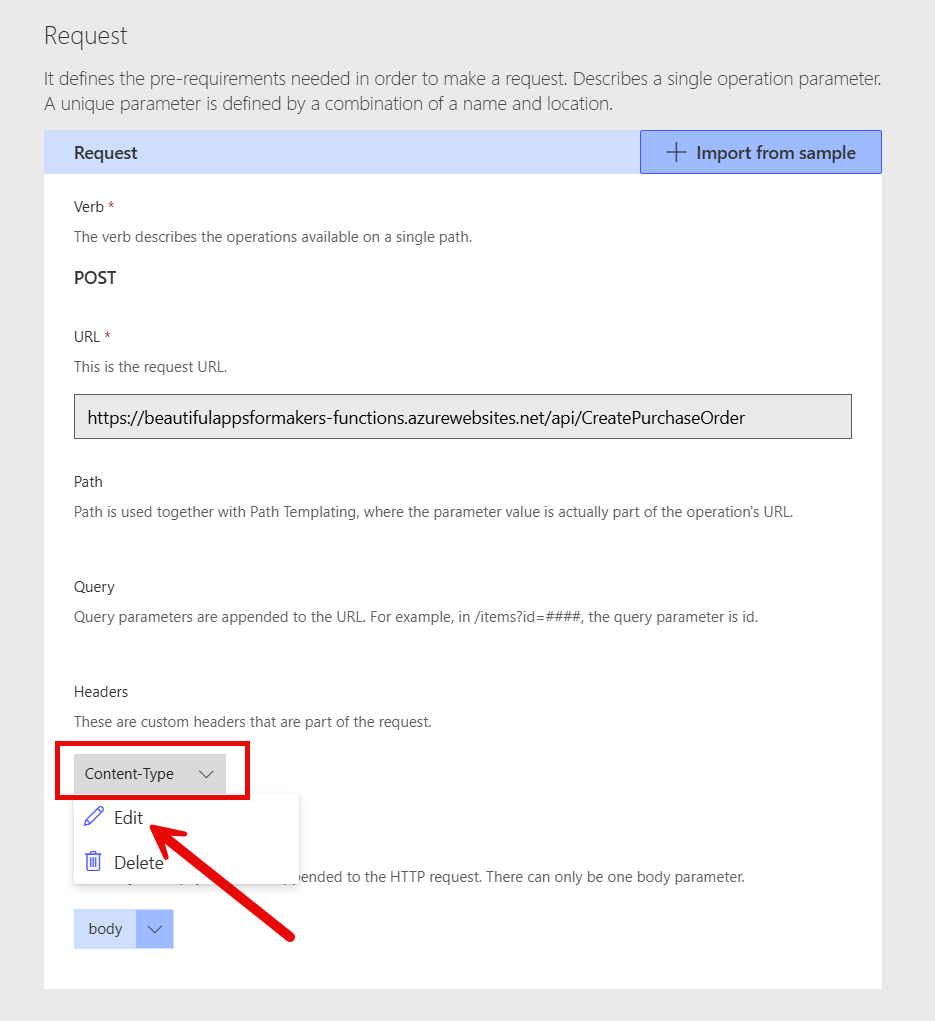 Request
It defines the pre-requirements needed in order to make a request. Describes a single operation parameter.
A unique parameter is defined by a combination of a name and location.
Request
Import from sample
Verb *
The verb describes the operations available on a single path.
POST
URL *
This is the request URL.
https://beautifulappsformakers-functions.azurewebsites.net/api/CreatePurchaseOrder
Path
Path is used together with Path Templating, where the parameter value is actually part of the operation's URL.
Query
Query parameters are appended to the URL. For example, in /items?id=####, the query parameter is id.
Headers
These are custom headers that are part of the request.
Content-Type
Edit
Delete
to the HTTP request. There can only be one body parameter.
body